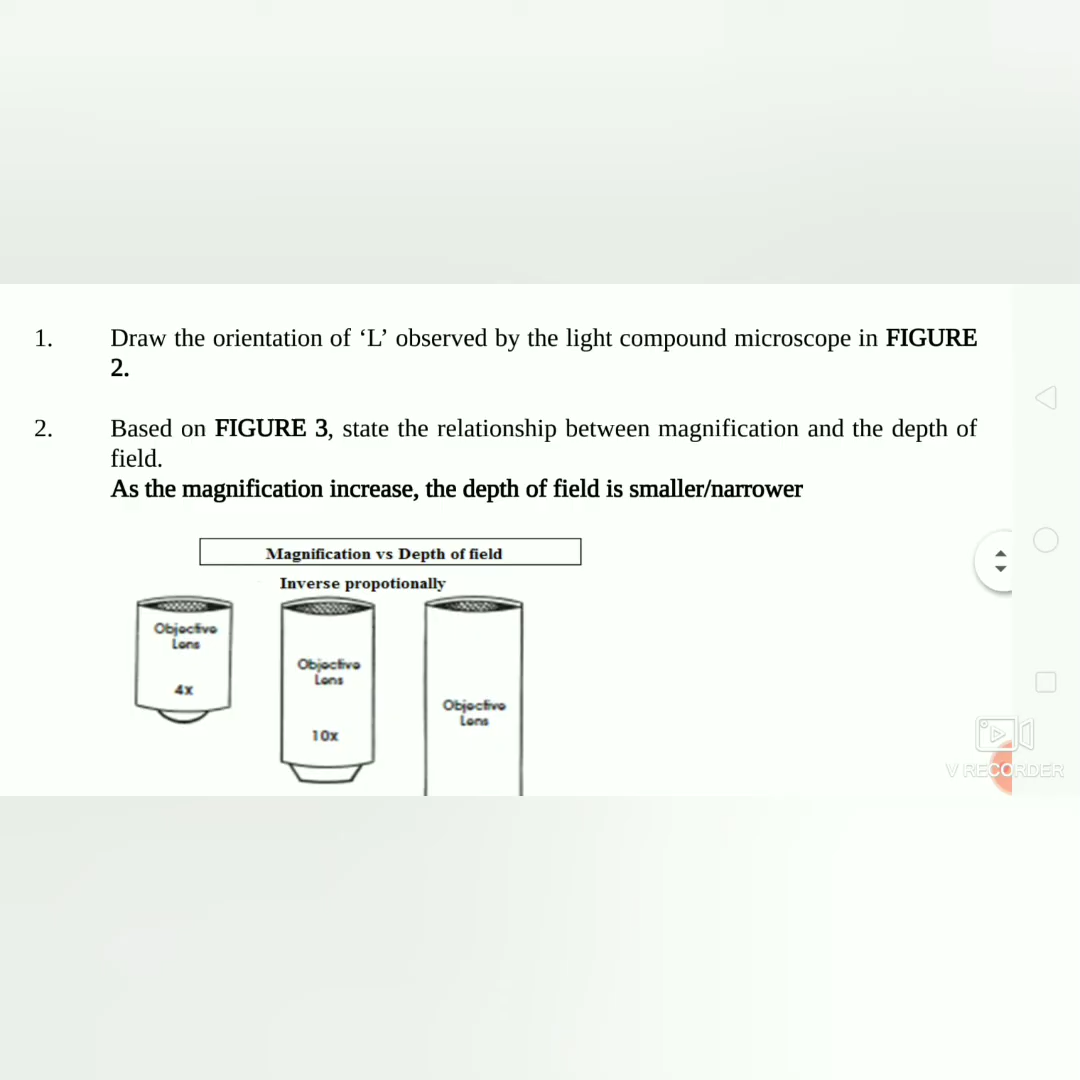 1. Draw the orientation of ‘L’ observed by the light compound microscope in FIGURE
2.
2. Based on FIGURE 3, state the relationship between magnification and the depth of
field.
As the magnification increase, the depth of field is smaller/narrower
Magnification vs Depth of field
Inverse propotionally
Objective
Lens
4x
Objective
Lens
10x
Objective
Lens
V RECORDER